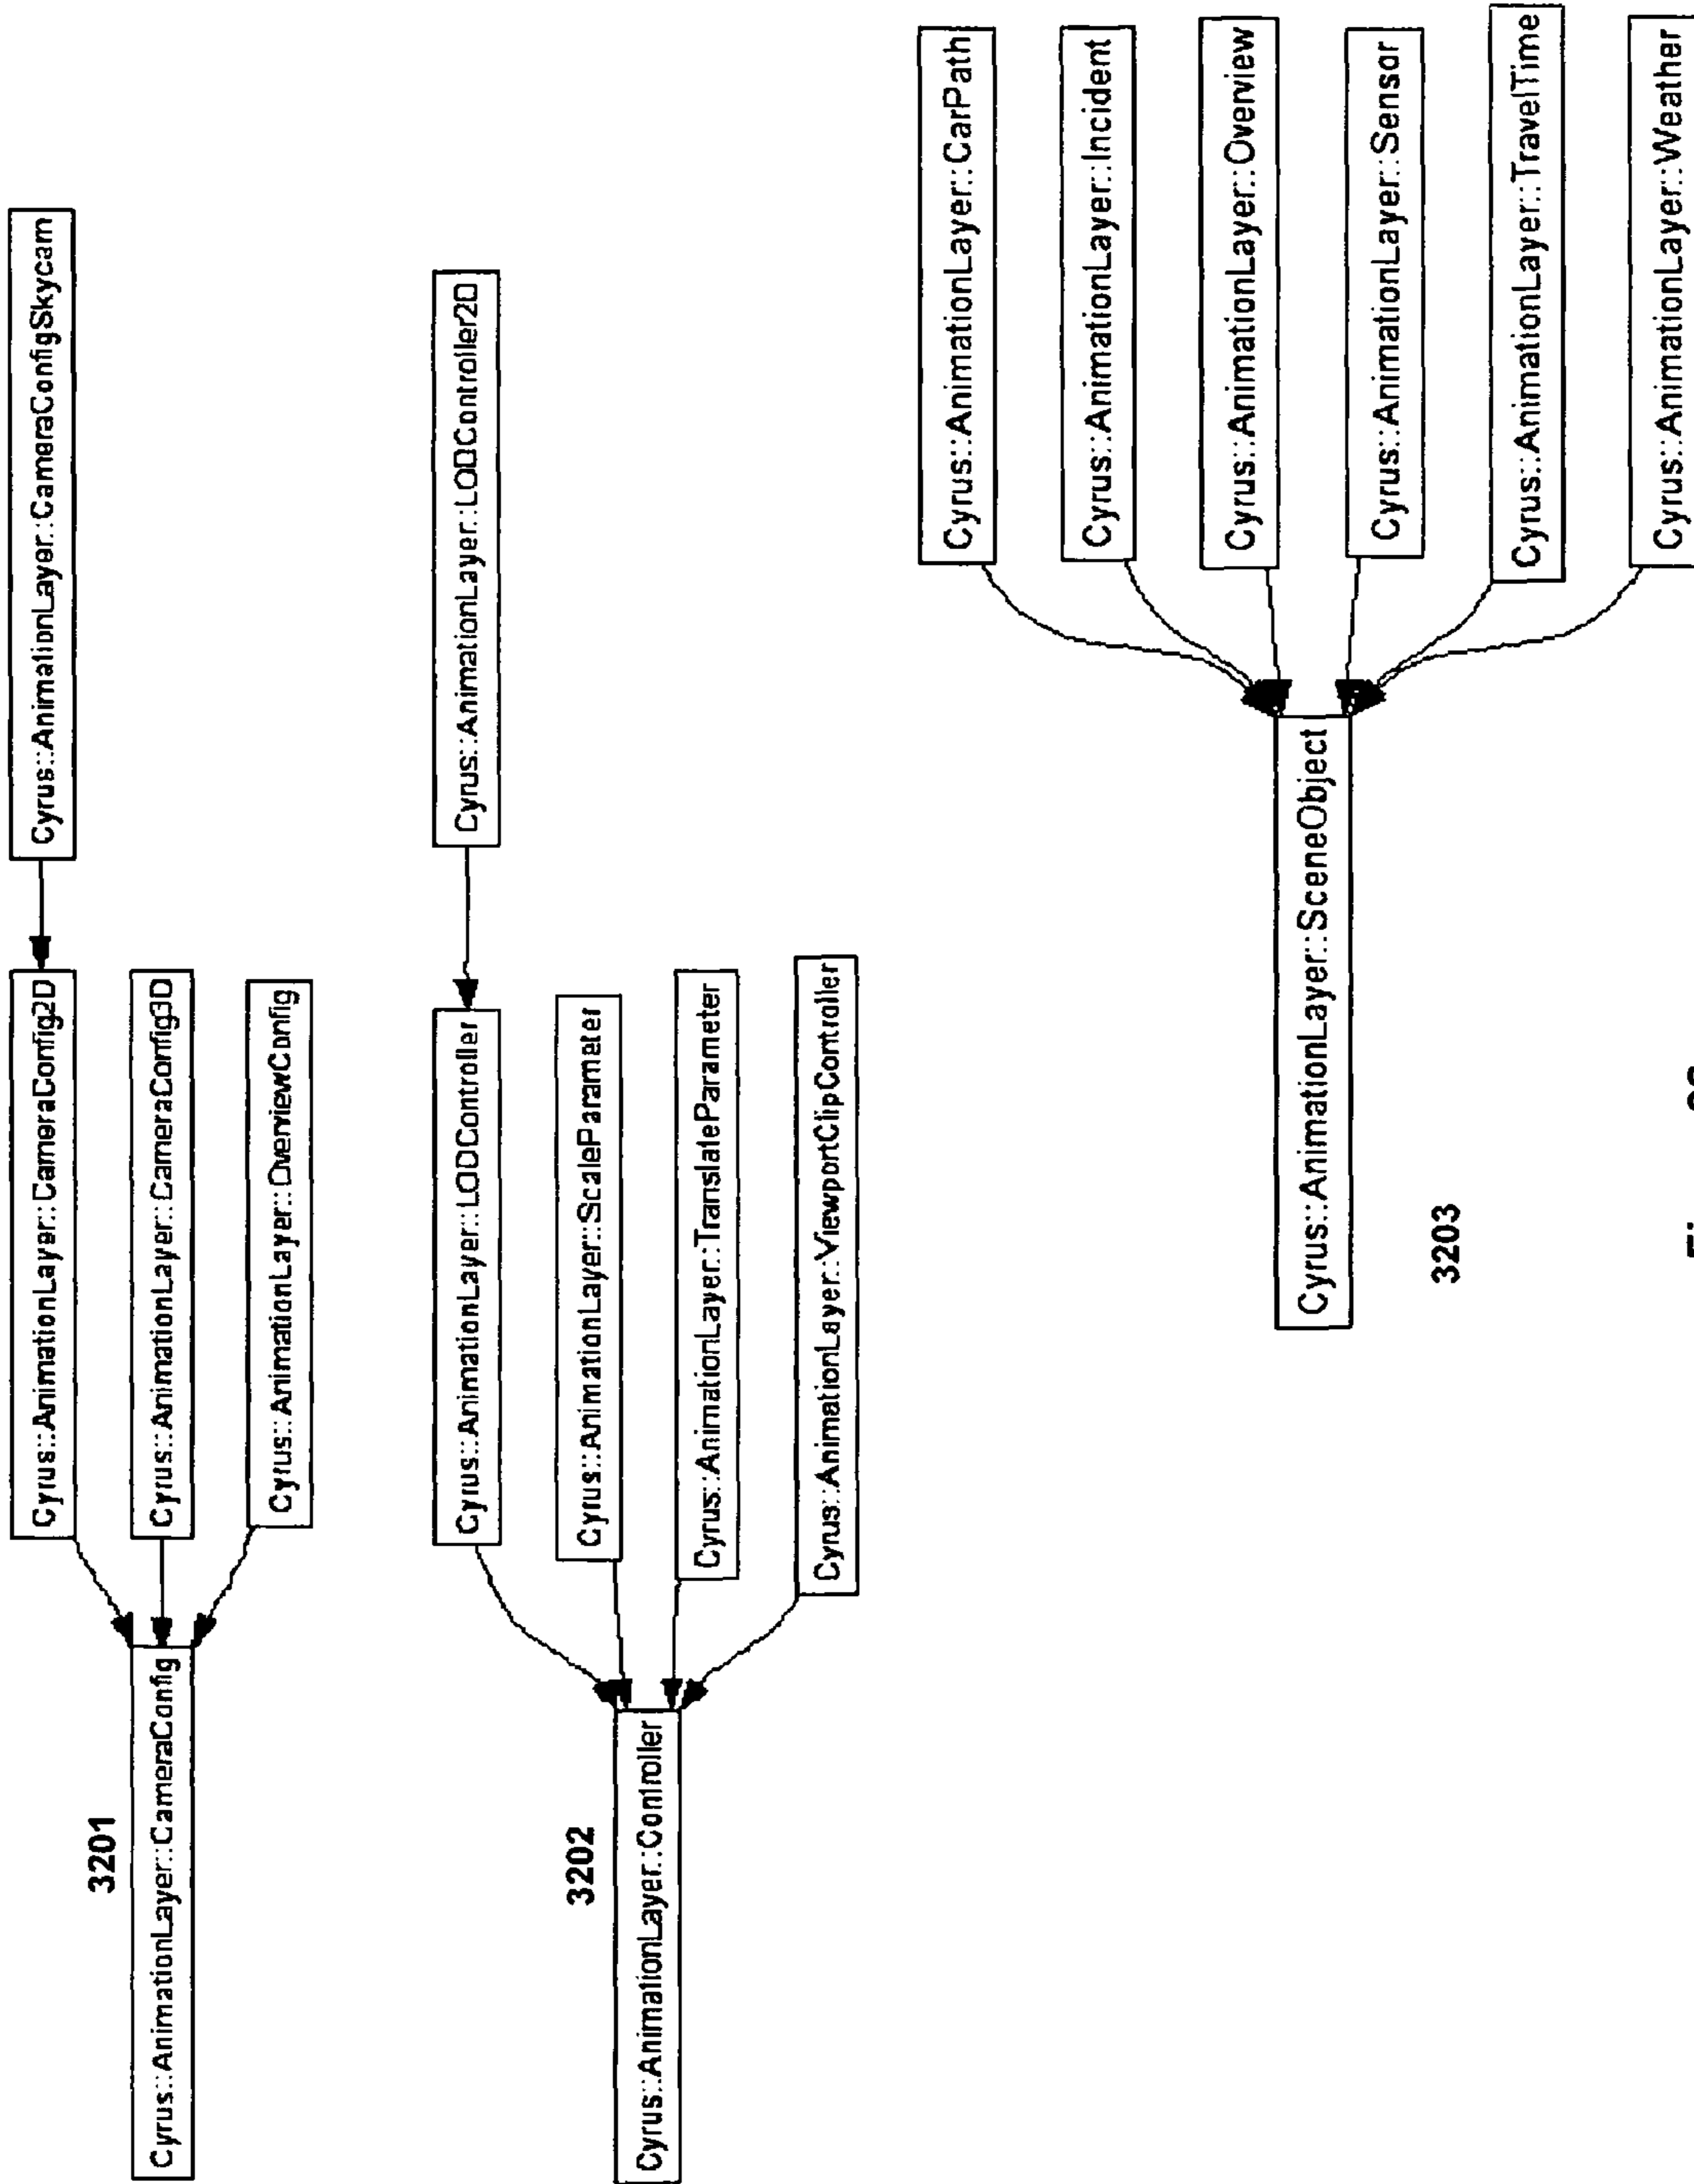 3201
Cyrus::AnimationLayer::CameraConfig
Cyrus::AnimationLayer::CameraConfig2D
Cyrus::AnimationLayer::CameraConfigSkycam
Cyrus::AnimationLayer::CameraConfig3D
Cyrus::AnimationLayer::OverviewConfig
3202
Cyrus::AnimationLayer::Controller
Cyrus::AnimationLayer::LODController
Cyrus::AnimationLayer::LODController2D
Cyrus::AnimationLayer::ScaleParameter
Cyrus::AnimationLayer::TranslateParameter
Cyrus::AnimationLayer::ViewportClipController
3203
Cyrus::AnimationLayer::SceneObject
Cyrus::AnimationLayer::CarPath
Cyrus::AnimationLayer::Incident
Cyrus::AnimationLayer::Overview
Cyrus::AnimationLayer::Sensor
Cyrus::AnimationLayer::TravelTime
Cyrus::AnimationLayer::Weather